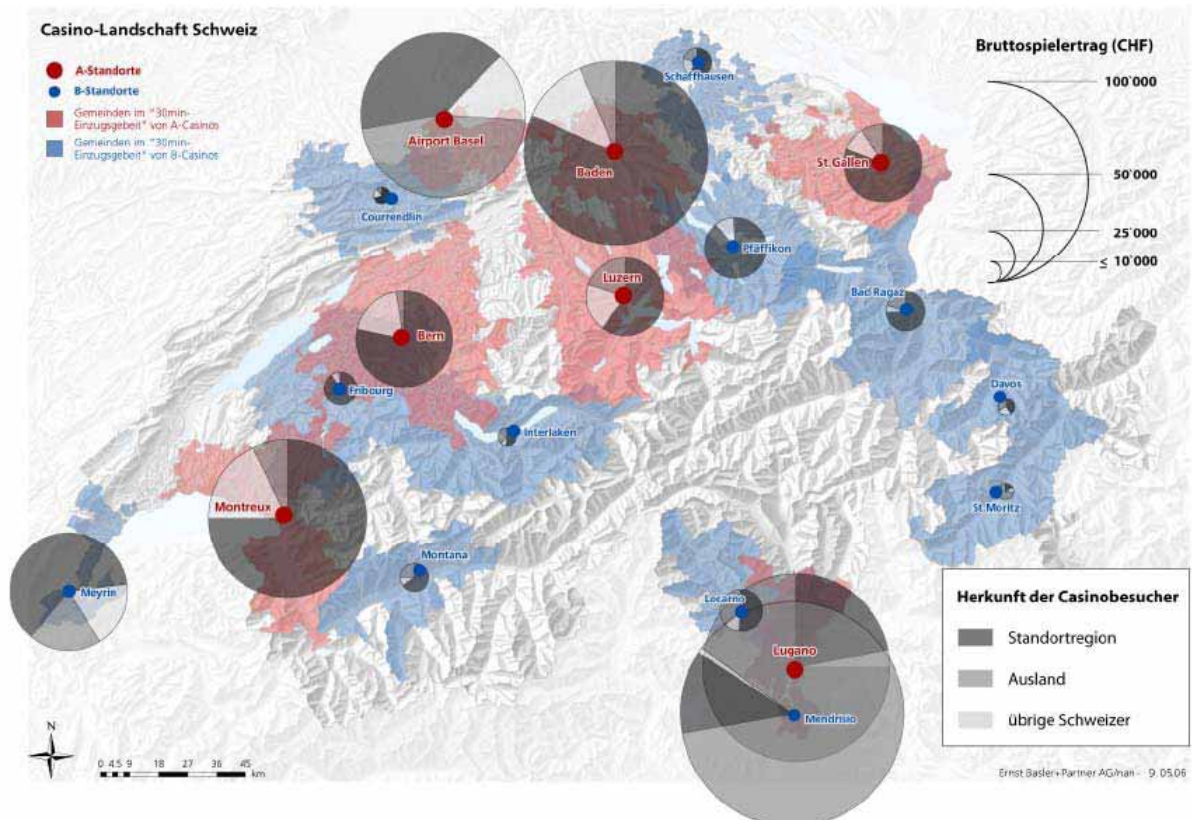 Casino-Landschaft Schweiz
A-Standorte
B-Standorte
Gemeinden im "30min-
Einzugsgebeit" von A-Casinos
Gemeinden im "30min-
Einzugsgebeit" von B-Casinos
Bruttospielertrag (CHF)
100`000
50`000
25`000
≤ 10`000
Schaffhausen
Airport Basel
Baden
St.Gallen
Courrendlin
Pfäffikon
Luzern
Bad Ragaz
Bern
Fribourg
Davos
Interlaken
St.Moritz
Montreux
Montana
Meyrin
Locarno
Lugano
Mendrisio
Herkunft der Casinobesucher
Standortregion
Ausland
übrige Schweizer
N
0 4.5 9 18 27 36 45
km
Ernst Basler+Partner AG/nan - 9.05.06